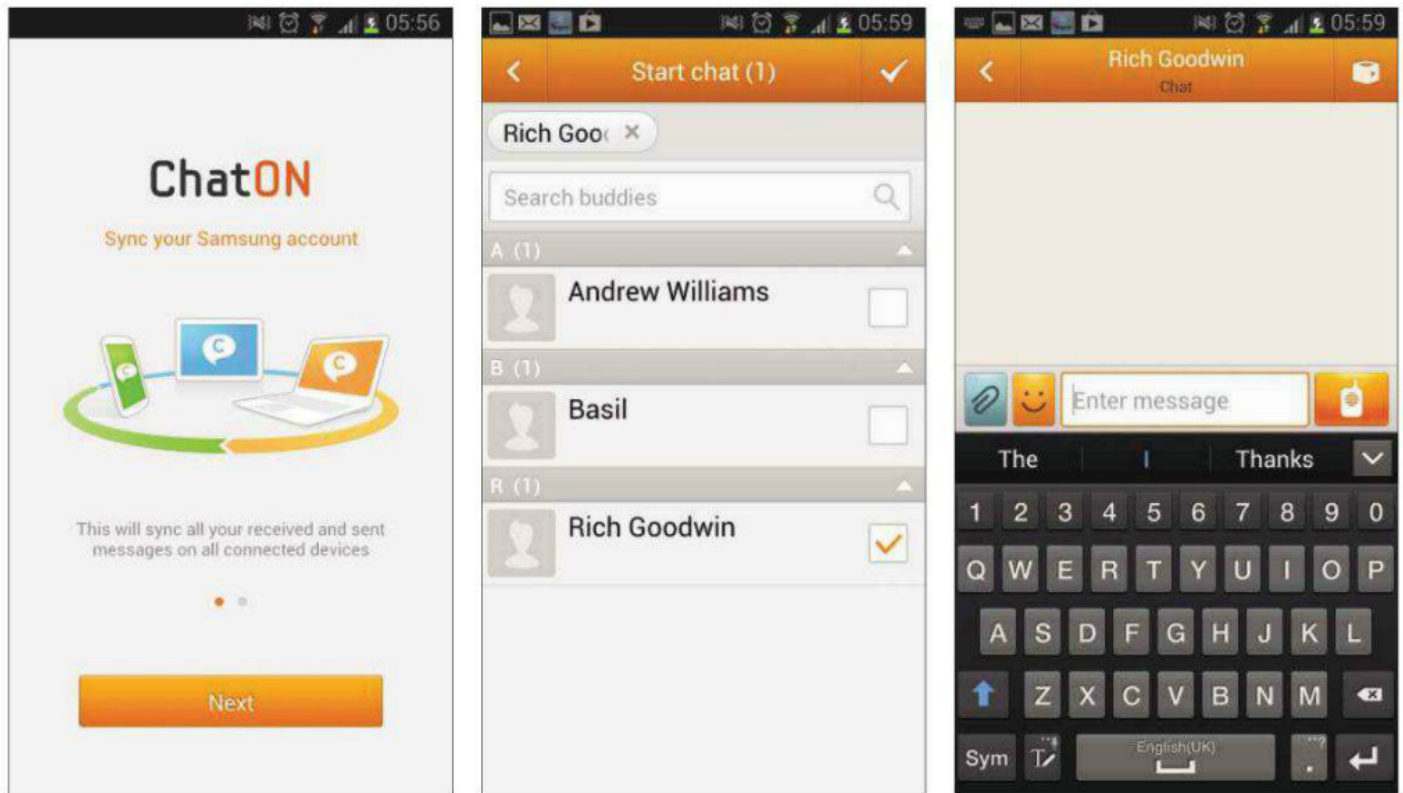 05:56
ChatON
Sync your Samsung account
C
C
C
This will sync all your received and sent
messages on all connected devices
Next
05:59
Start chat (1)
Rich Goo
Search buddies
A (1)
Andrew Williams
B (1)
Basil
R (1)
Rich Goodwin
05:59
Rich Goodwin
Chat
Enter message
The I Thanks
1 2 3 4 5 6 7 8 9 0
Q W E R T Y U I O P
A S D F G H J K L
Z X C V B N M
Sym T English(UK) .